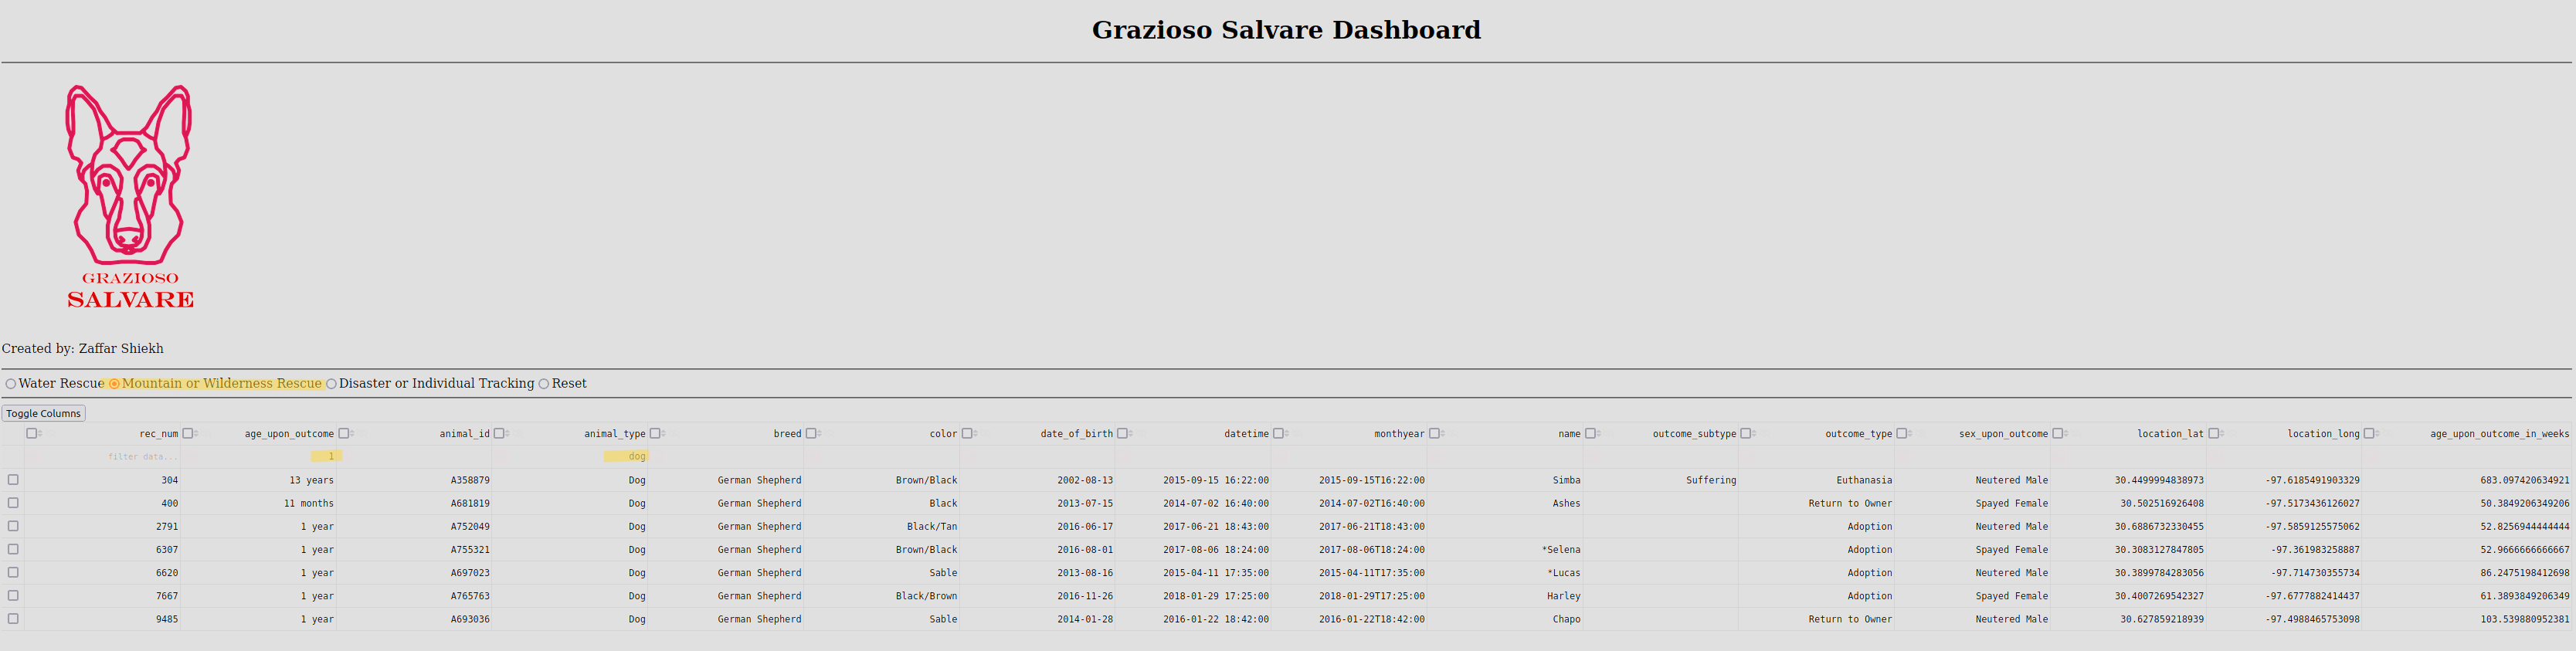 Grazioso Salvare Dashboard
GRAZIOSO
SALVARE
Created by: Zaffar Shiekh
Water Rescue Mountain or Wilderness Rescue Disaster or Individual Tracking Reset
Toggle Columns
rec_num age_upon_outcome animal_id animal_type breed color date_of_birth datetime monthyear name outcome_subtype outcome_type sex_upon_outcome location_lat location_long age_upon_outcome_in_weeks
filter data... 1 dog
304 13 years A358879 Dog German Shepherd Brown/Black 2002-08-13 2015-09-15 16:22:00 2015-09-15T16:22:00 Simba Suffering Euthanasia Neutered Male 30.4499994838973 -97.6185491903329 683.097420634921
400 11 months A681819 Dog German Shepherd Black 2013-07-15 2014-07-02 16:40:00 2014-07-02T16:40:00 Ashes Return to Owner Spayed Female 30.502516926408 -97.5173436126027 50.3849206349206
2791 1 year A752049 Dog German Shepherd Black/Tan 2016-06-17 2017-06-21 18:43:00 2017-06-21T18:43:00 Adoption Neutered Male 30.6886732330455 -97.5859125575062 52.8256944444444
6307 1 year A755321 Dog German Shepherd Brown/Black 2016-08-01 2017-08-06 18:24:00 2017-08-06T18:24:00 *Selena Adoption Spayed Female 30.3083127847805 -97.361983258887 52.9666666666667
6620 1 year A697023 Dog German Shepherd Sable 2013-08-16 2015-04-11 17:35:00 2015-04-11T17:35:00 *Lucas Adoption Neutered Male 30.3899784283056 -97.714730355734 86.2475198412698
7667 1 year A765763 Dog German Shepherd Black/Brown 2016-11-26 2018-01-29 17:25:00 2018-01-29T17:25:00 Harley Adoption Spayed Female 30.4007269542327 -97.6777882414437 61.3893849206349
9485 1 year A693036 Dog German Shepherd Sable 2014-01-28 2016-01-22 18:42:00 2016-01-22T18:42:00 Chapo Return to Owner Neutered Male 30.627859218939 -97.4988465753098 103.539880952381